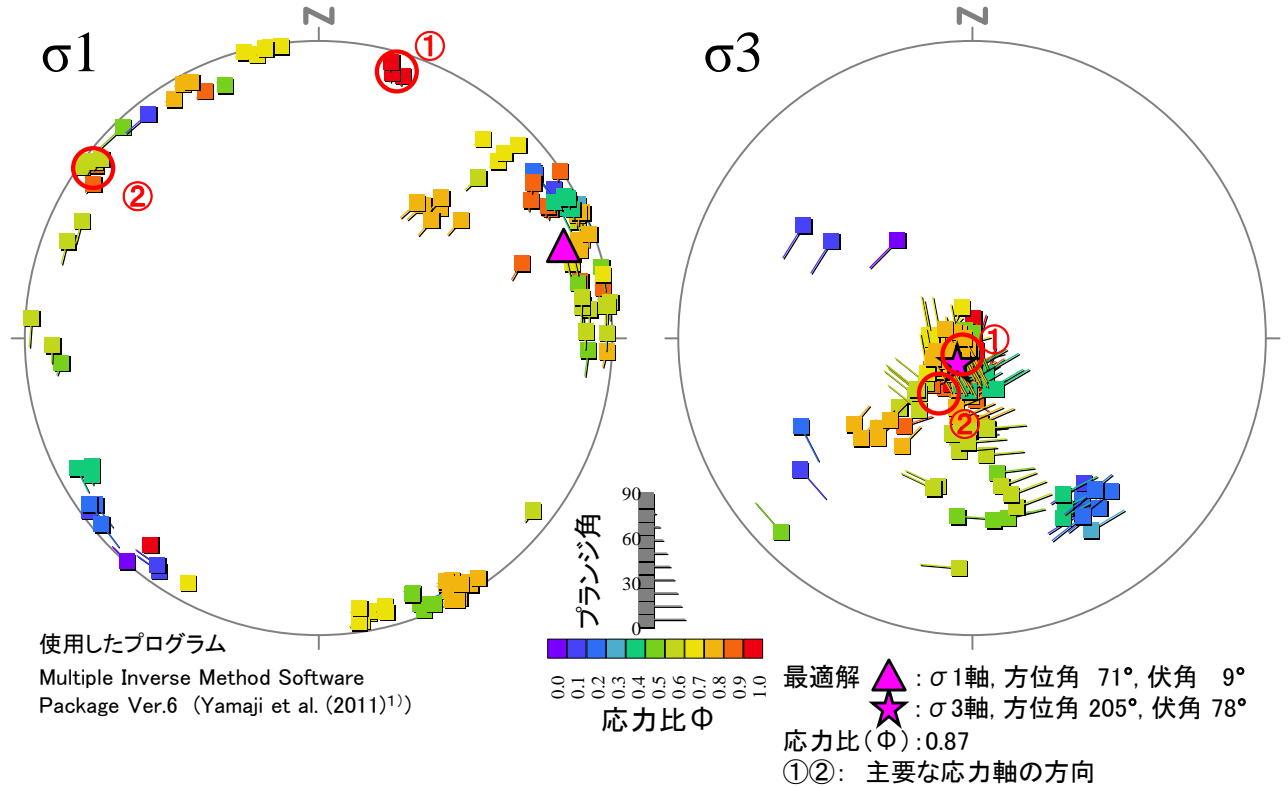 N
N
σ1
σ3
①
②
①
②
プランジ角
90
60
30
0
0.0
0.1
0.2
0.3
0.4
0.5
0.6
0.7
0.8
0.9
1.0
応力比Φ
使用したプログラム
Multiple Inverse Method Software
Package Ver.6 (Yamaji et al. (2011)1))
最適解 : σ1軸, 方位角 71°, 伏角 9°
: σ3軸, 方位角 205°, 伏角 78°
応力比(Φ):0.87
①②: 主要な応力軸の方向